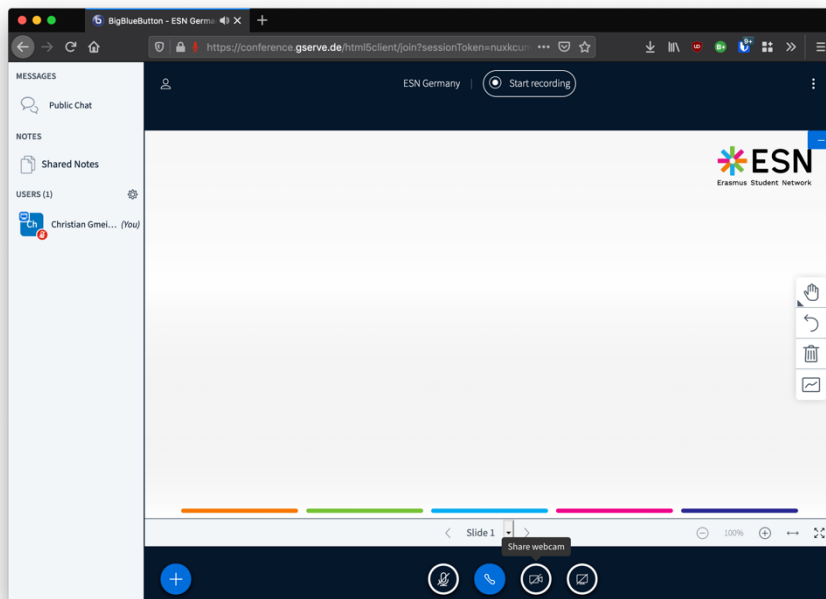 BigBlueButton - ESN Germa
https://conference.gserve.de/html5client/join?sessionToken=nuxkcum
MESSAGES
Public Chat
NOTES
Shared Notes
USERS (1)
Ch
Christian Gmei... (You)
ESN Germany
Start recording
ESN
Erasmus Student Network
Slide 1
100%
Share webcam